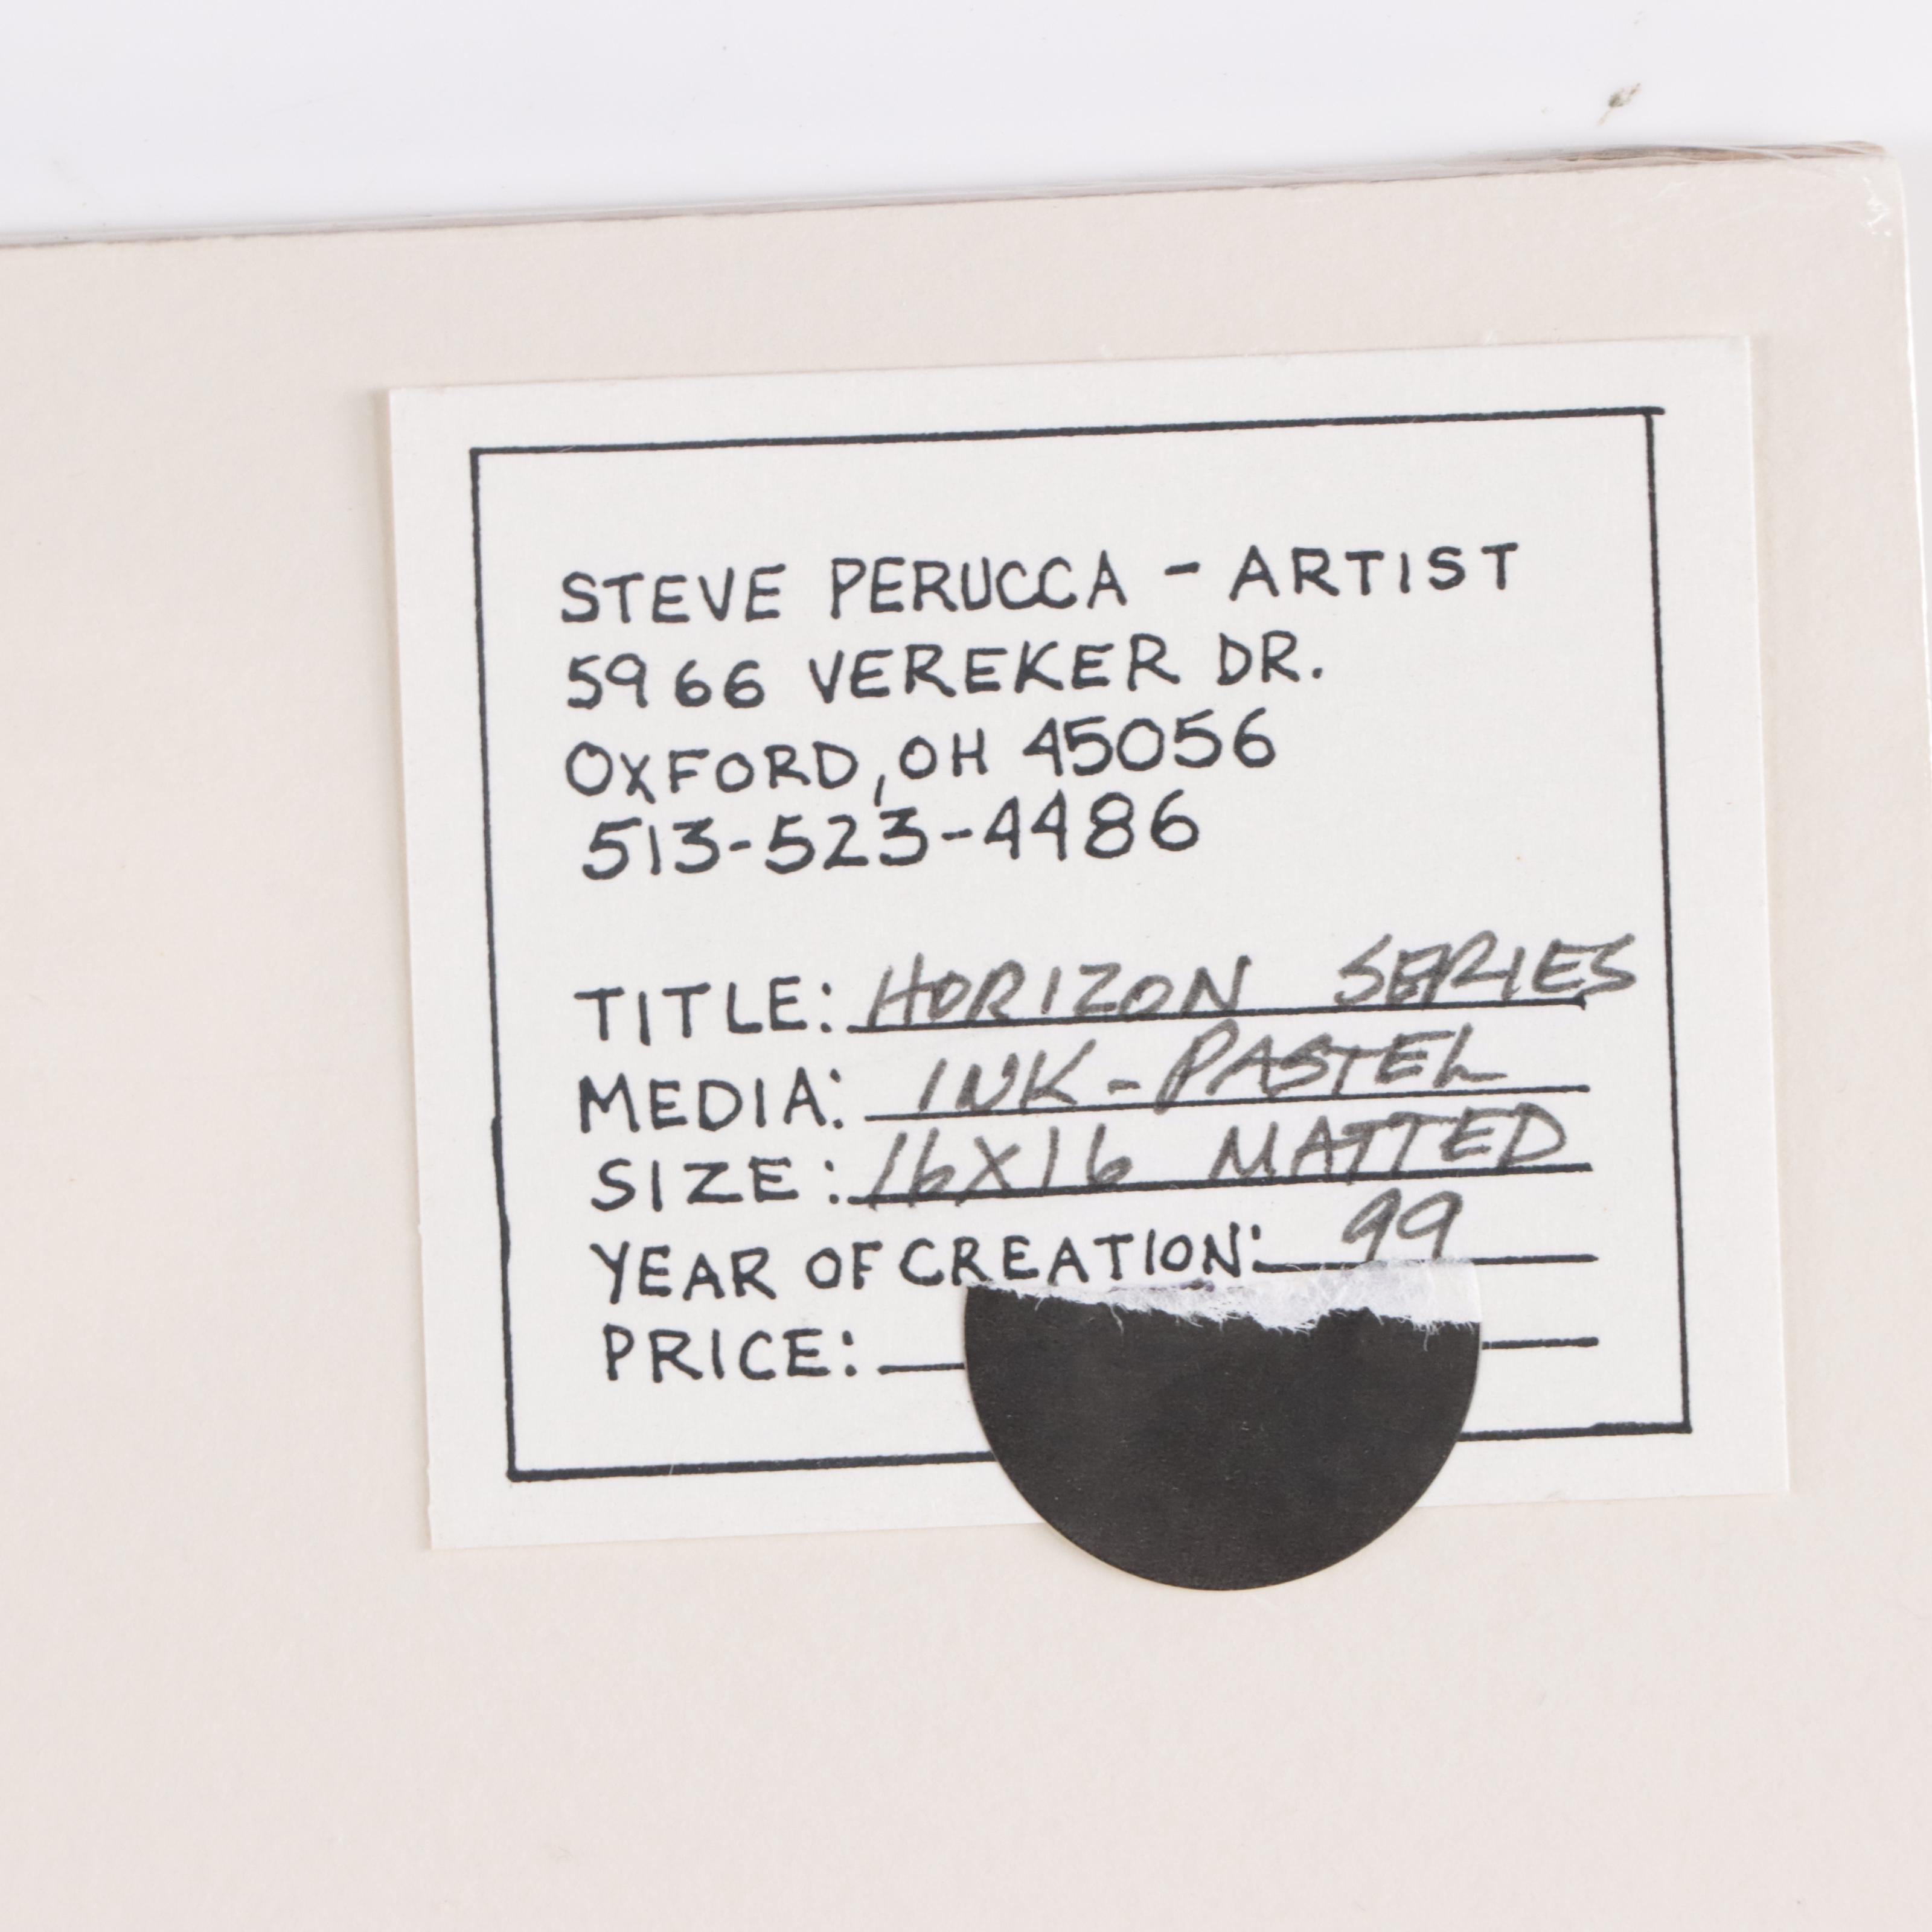 STEVE PERUCCA - ARTIST
5966 VEREKER DR.
OXFORD, OH 45056
513-523-4486
TITLE: HORIZON SERIES
MEDIA: INK-PASTEL
SIZE: 16X16 MATTED
YEAR OF CREATION: 99
PRICE: